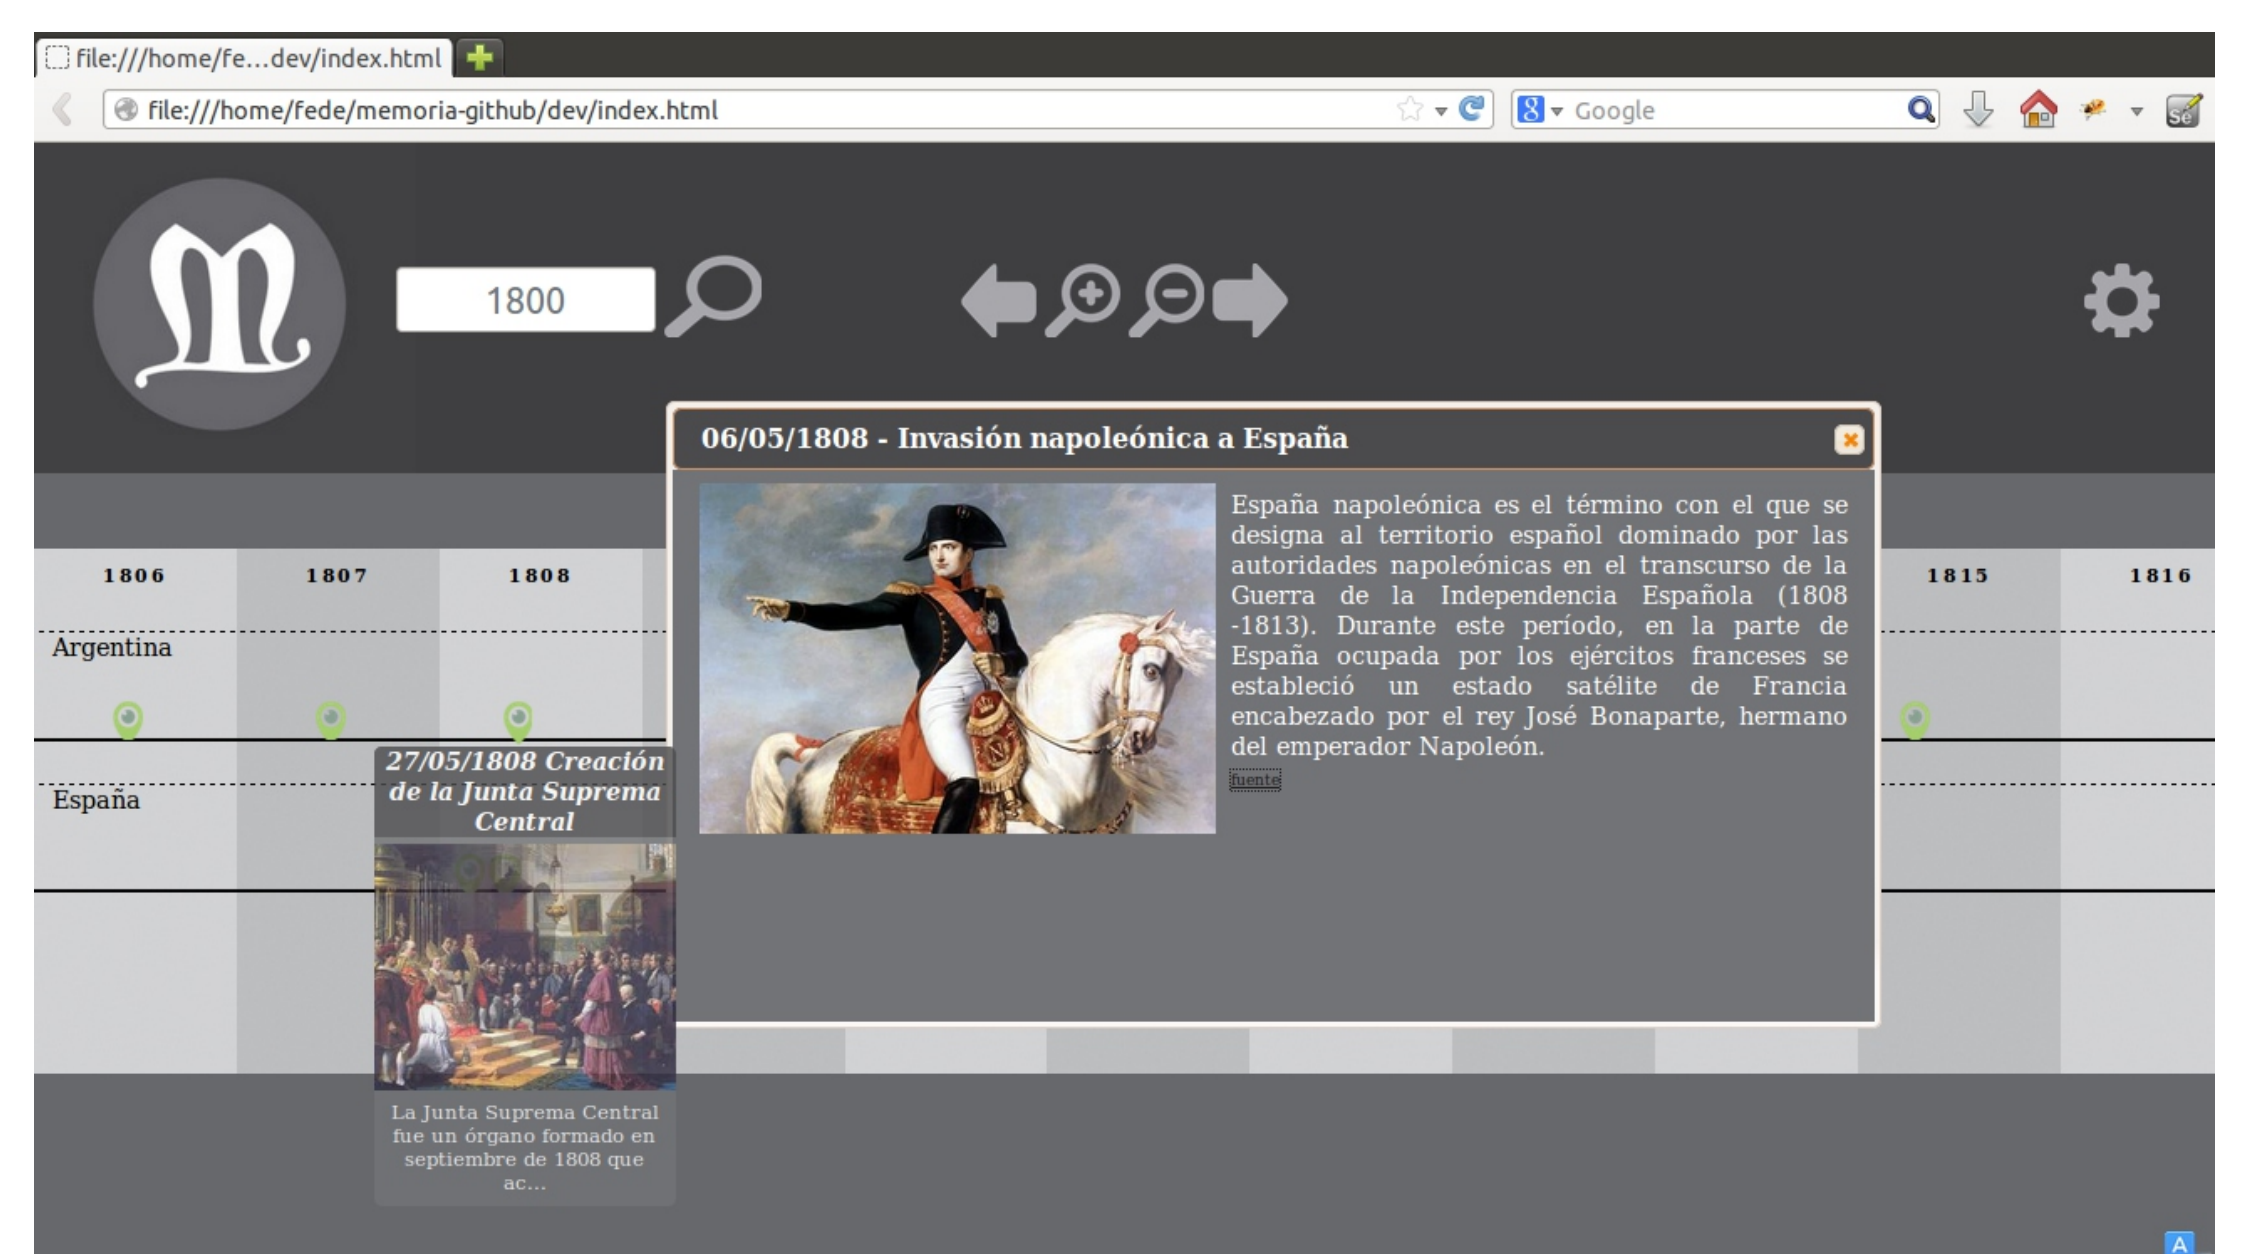 file:///home/fe...dev/index.html
file:///home/fede/memoria-github/dev/index.html
8
Google
Se
M
1800
06/05/1808 - Invasión napoleónica a España
España napoleónica es el término con el que se
designa al territorio español dominado por las
autoridades napoleónicas en el transcurso de la
Guerra de la Independencia Española (1808
-1813). Durante este período, en la parte de
España ocupada por los ejércitos franceses se
estableció un estado satélite de Francia
encabezado por el rey José Bonaparte, hermano
del emperador Napoleón.
fuente
1806
1807
1808
1815
1816
Argentina
España
27/05/1808 Creación
de la Junta Suprema
Central
La Junta Suprema Central
fue un órgano formado en
septiembre de 1808 que
ac...
A